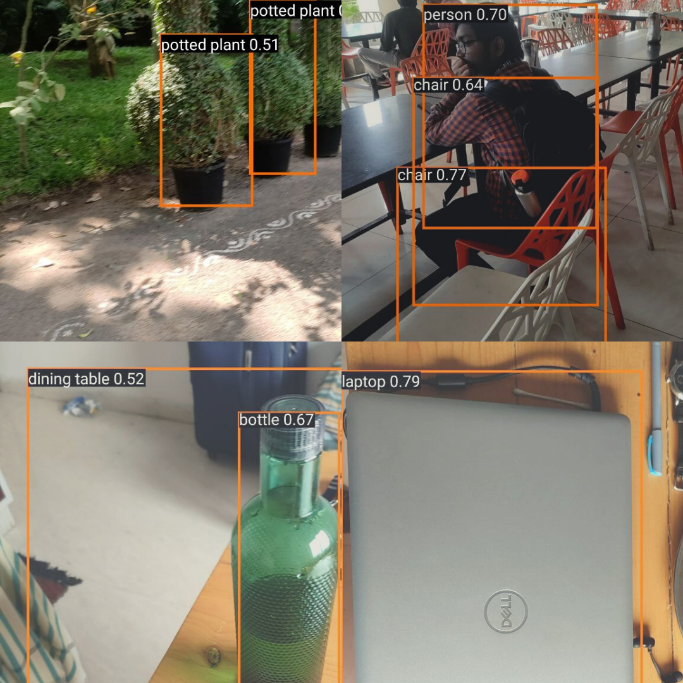 potted plant 0.51
potted plant
person 0.70
chair 0.64
chair 0.77
dining table 0.52
bottle 0.67
laptop 0.79
DELL